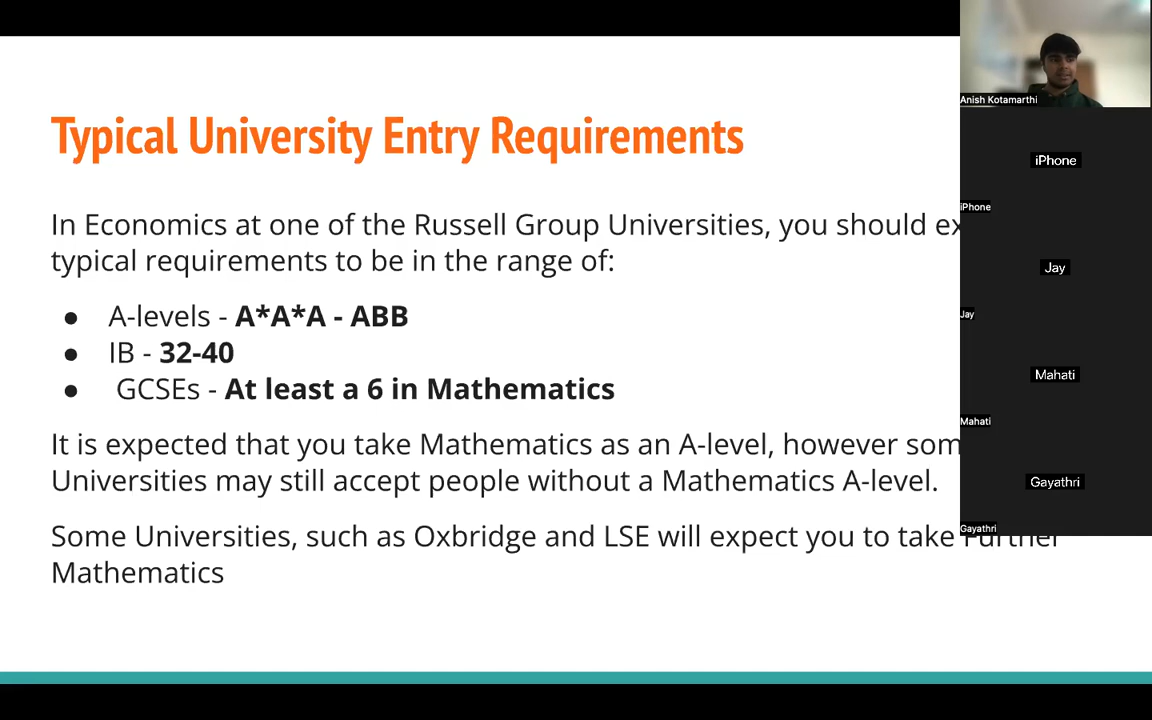 Typical University Entry Requirements
In Economics at one of the Russell Group Universities, you should
typical requirements to be in the range of:
● A-levels - A*A*A - ABB
● IB - 32-40
● GCSEs - At least a 6 in Mathematics
It is expected that you take Mathematics as an A-level, however
Universities may still accept people without a Mathematics A-level.
Some Universities, such as Oxbridge and LSE will expect you to take Further
Mathematics
Anish Kotamarthi
iPhone
iPhone
Jay
Jay
Mahati
Mahati
Gayathri
Gayathri